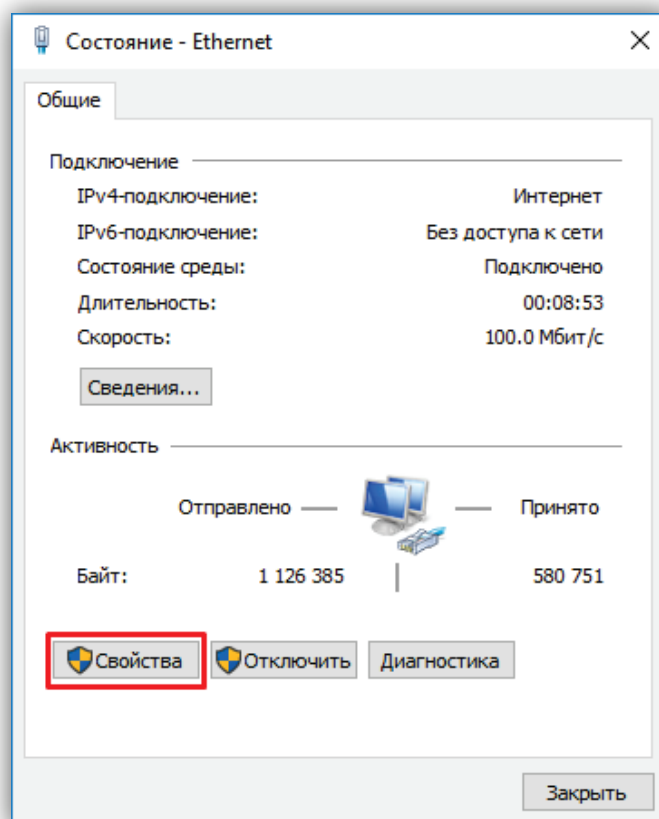 Состояние - Ethernet
Общие
Подключение
IPv4-подключение: Интернет
IPv6-подключение: Без доступа к сети
Состояние среды: Подключено
Длительность: 00:08:53
Скорость: 100.0 Мбит/с
Сведения...
Активность
Отправлено Принято
Байт: 1 126 385 580 751
Свойства Отключить Диагностика
Закрыть